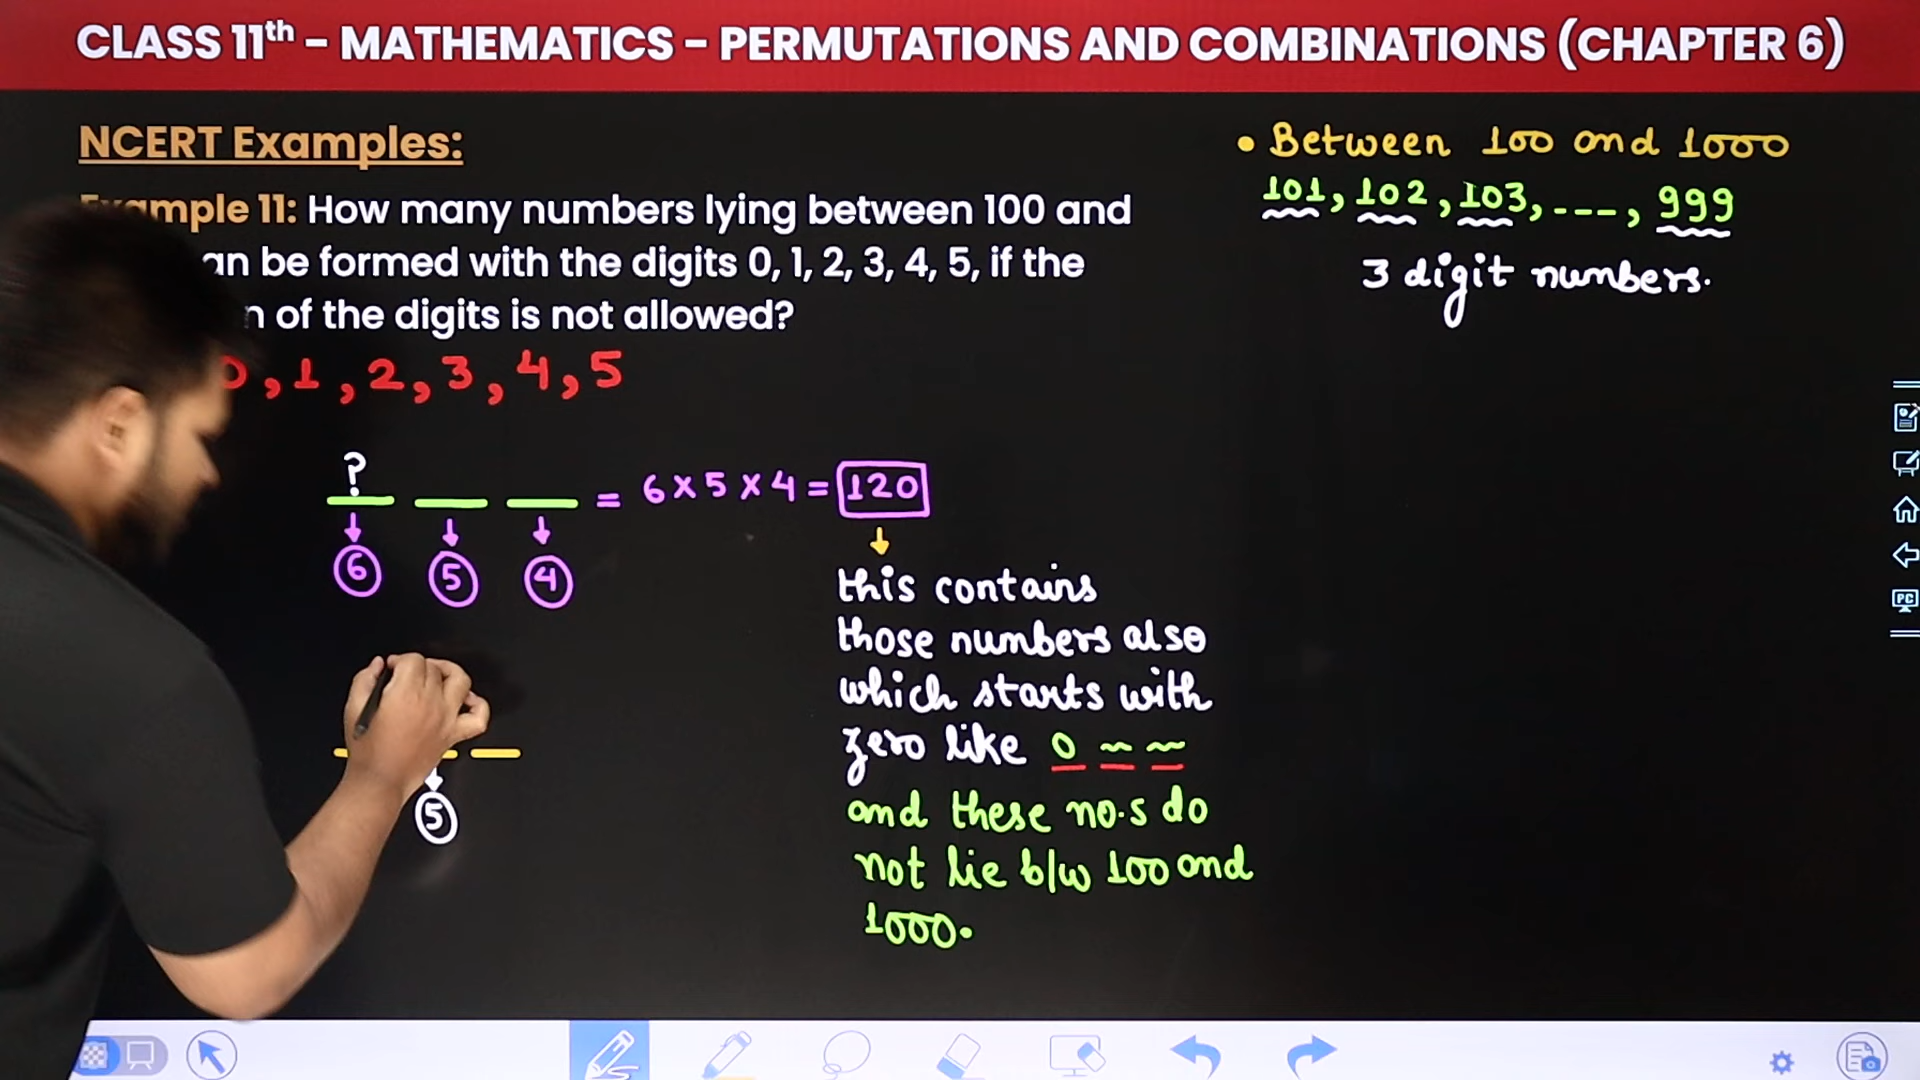 CLASS 11th - MATHEMATICS - PERMUTATIONS AND COMBINATIONS (CHAPTER 6)
NCERT Examples:
Example 11: How many numbers lying between 100 and
can be formed with the digits 0, 1, 2, 3, 4, 5, if the
of the digits is not allowed?
0, 1, 2, 3, 4, 5
?
= 6 x 5 x 4 = 120
6 5 4
this contains
those numbers also
which starts with
zero like 0
and these no.s do
not lie b/w 100 and
1000.
5
• Between 100 and 1000
101, 102, 103, ---, 999
3 digit numbers.
PC